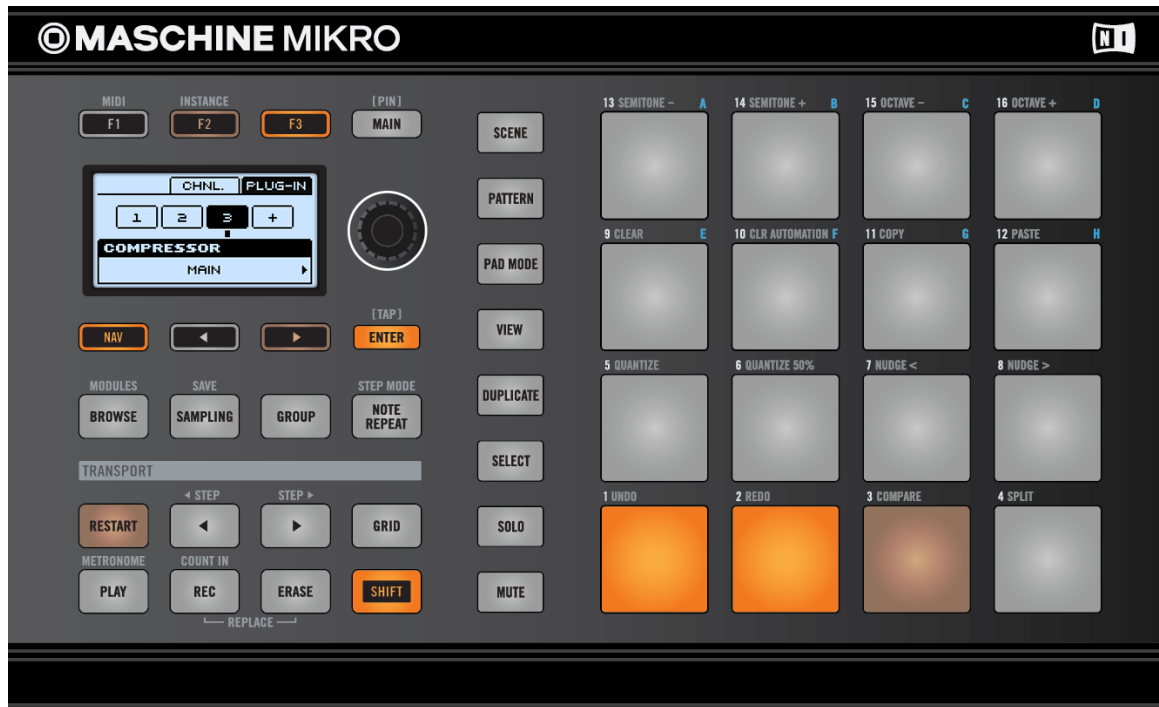 MASCHINE MIKRO
NI
MIDI INSTANCE [PIN]
F1 F2 F3 MAIN
CHNL. PLUG-IN
1 2 3 +
COMPRESSOR
MAIN
[TAP]
NAV ENTER
MODULES SAVE STEP MODE
BROWSE SAMPLING GROUP NOTE REPEAT
TRANSPORT
STEP STEP
RESTART GRID
METRONOME COUNT IN
PLAY REC ERASE SHIFT
REPLACE
SCENE
PATTERN
PAD MODE
VIEW
DUPLICATE
SELECT
SOLO
MUTE
13 SEMITONE – A 14 SEMITONE + B 15 OCTAVE – C 16 OCTAVE + D
9 CLEAR E 10 CLR AUTOMATION F 11 COPY G 12 PASTE H
5 QUANTIZE 6 QUANTIZE 50% 7 NUDGE < 8 NUDGE >
1 UNDO 2 REDO 3 COMPARE 4 SPLIT